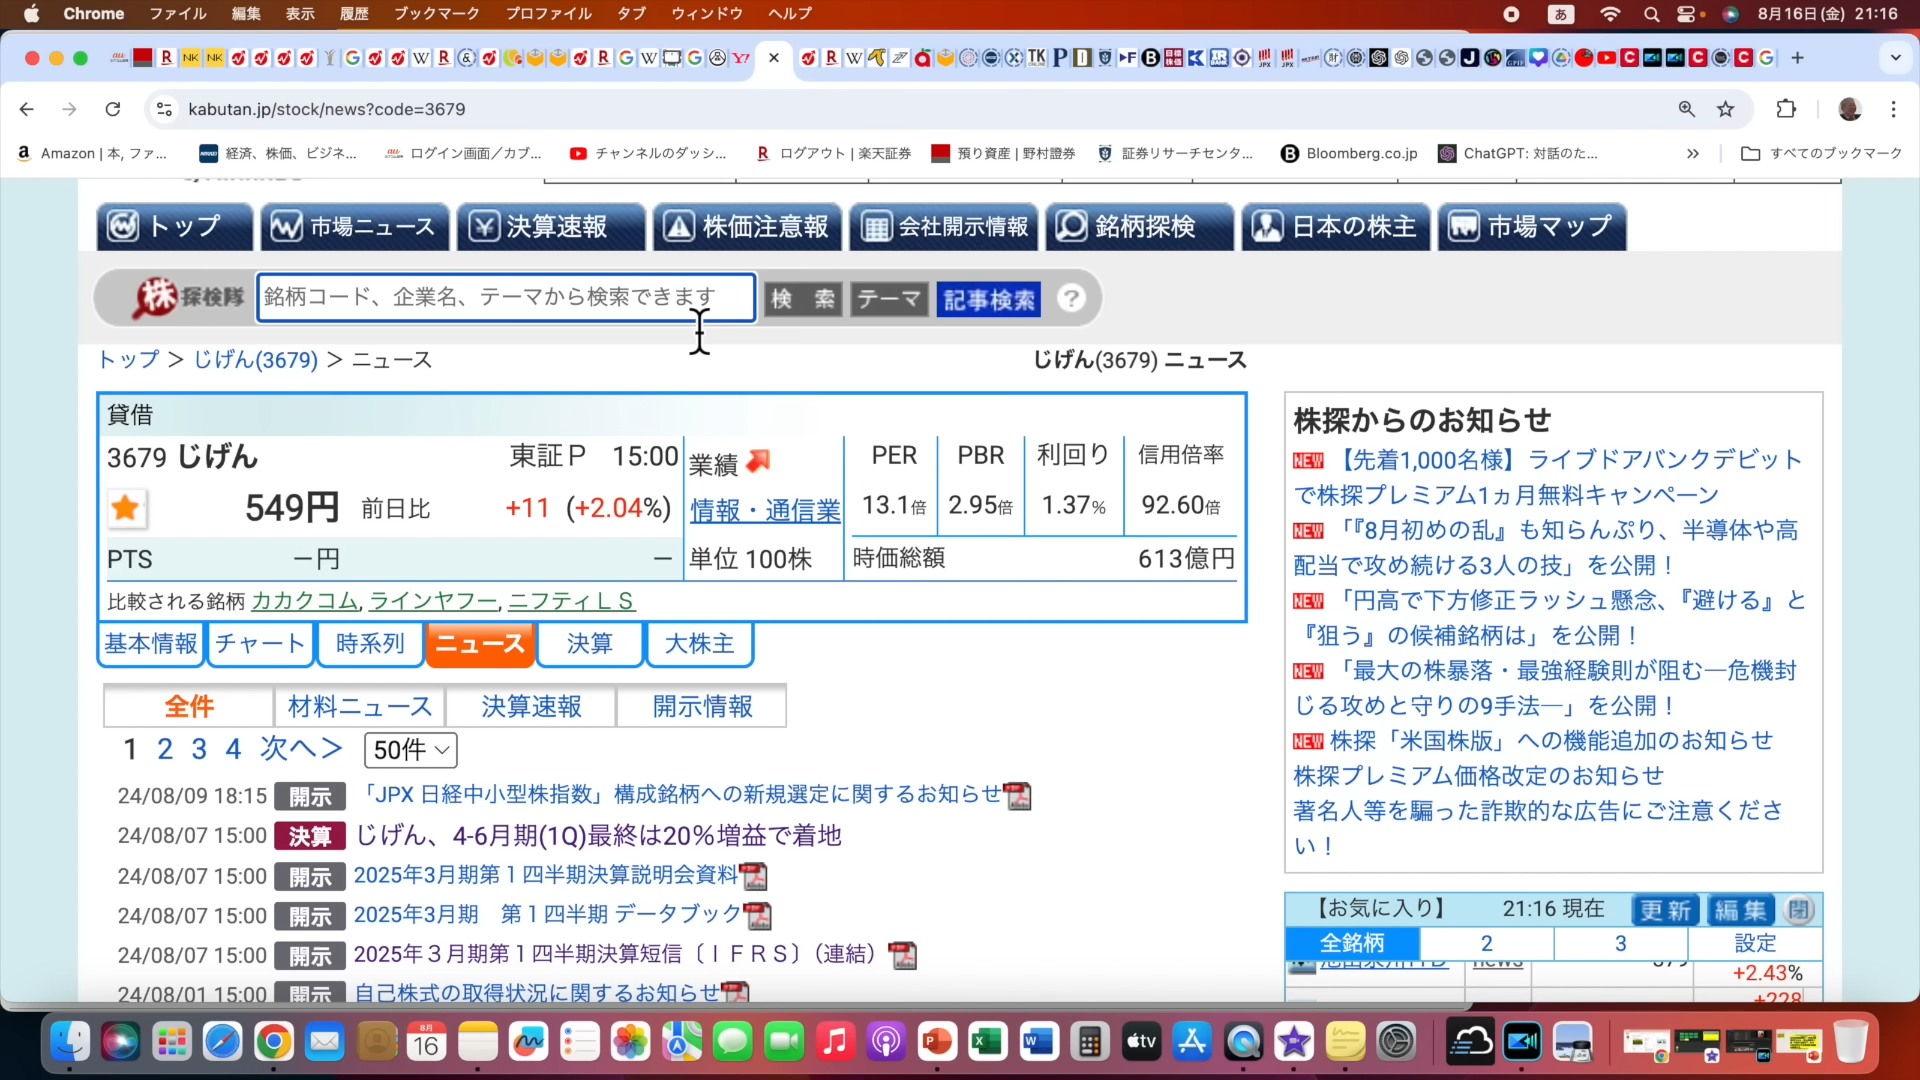 Chrome ファイル 編集 表示 履歴 ブックマーク プロファイル タブ ウィンドウ ヘルプ あ 8月16日(金) 21:16
kabutan.jp/stock/news?code=3679
Amazon | 本, ファ... 経済、株価、ビジネ... ログイン画面／カブ... チャンネルのダッシ... ログアウト | 楽天証券 預り資産 | 野村證券 証券リサーチセンタ... Bloomberg.co.jp ChatGPT: 対話のた... » すべてのブックマーク
トップ 市場ニュース 決算速報 株価注意報 会社開示情報 銘柄探検 日本の株主 市場マップ
株探検隊 銘柄コード、企業名、テーマから検索できます 検 索 テーマ 記事検索 ?
トップ > じげん(3679) > ニュース じげん(3679) ニュース
貸借
3679 じげん 東証Ｐ 15:00 業績 PER PBR 利回り 信用倍率
549円 前日比 +11 (+2.04%) 情報・通信業 13.1倍 2.95倍 1.37% 92.60倍
PTS －円 － 単位 100株 時価総額 613億円
比較される銘柄 カカクコム, ラインヤフー, ニフティＬＳ
基本情報 チャート 時系列 ニュース 決算 大株主
全件 材料ニュース 決算速報 開示情報
1 2 3 4 次へ＞ 50件
24/08/09 18:15 開示 「JPX 日経中小型株指数」構成銘柄への新規選定に関するお知らせ
24/08/07 15:00 決算 じげん、4-6月期(1Q)最終は20％増益で着地
24/08/07 15:00 開示 2025年3月期第１四半期決算説明会資料
24/08/07 15:00 開示 2025年3月期　第１四半期 データブック
24/08/07 15:00 開示 2025年３月期第１四半期決算短信〔ＩＦＲＳ〕（連結）
24/08/01 15:00 開示 自己株式の取得状況に関するお知らせ
株探からのお知らせ
NEW 【先着1,000名様】ライブドアバンクデビット
で株探プレミアム1ヵ月無料キャンペーン
NEW 「『8月初めの乱』も知らんぷり、半導体や高
配当で攻め続ける3人の技」を公開！
NEW 「円高で下方修正ラッシュ懸念、『避ける』と
『狙う』の候補銘柄は」を公開！
NEW 「最大の株暴落・最強経験則が阻む―危機封
じる攻めと守りの9手法―」を公開！
NEW 株探「米国株版」への機能追加のお知らせ
株探プレミアム価格改定のお知らせ
著名人等を騙った詐欺的な広告にご注意くださ
い！
【お気に入り】 21:16 現在 更新 編集 閉
全銘柄 2 3 設定
+2.43%
+228
8月
16